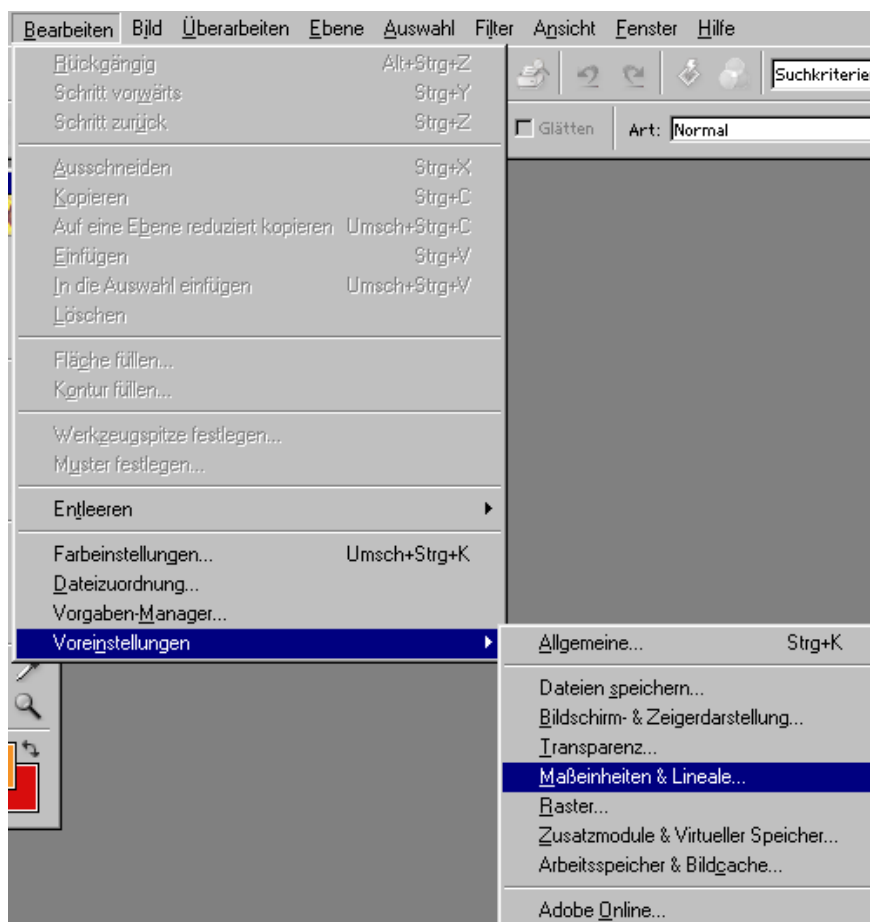 Bearbeiten Bild Überarbeiten Ebene Auswahl Filter Ansicht Fenster Hilfe
Rückgängig Alt+Strg+Z
Schritt vorwärts Strg+Y
Schritt zurück Strg+Z
Suchkriterie
Glätten Art: Normal
Ausschneiden Strg+X
Kopieren Strg+C
Auf eine Ebene reduziert kopieren Umsch+Strg+C
Einfügen Strg+V
In die Auswahl einfügen Umsch+Strg+V
Löschen
Fläche füllen...
Kontur füllen...
Werkzeugspitze festlegen...
Muster festlegen...
Entleeren
Farbeinstellungen... Umsch+Strg+K
Dateizuordnung...
Vorgaben-Manager...
Voreinstellungen
Allgemeine... Strg+K
Dateien speichern...
Bildschirm- & Zeigerdarstellung...
Transparenz...
Maßeinheiten & Lineale...
Raster...
Zusatzmodule & Virtueller Speicher...
Arbeitsspeicher & Bildcache...
Adobe Online...